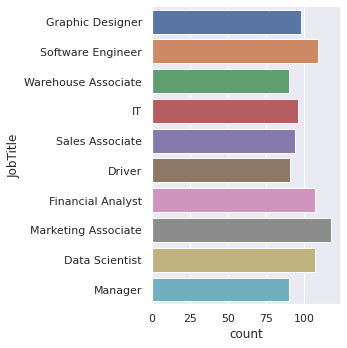 Graphic Designer
Software Engineer
Warehouse Associate
IT
Sales Associate
Driver
Financial Analyst
Marketing Associate
Data Scientist
Manager
JobTitle
0 25 50 75 100
count